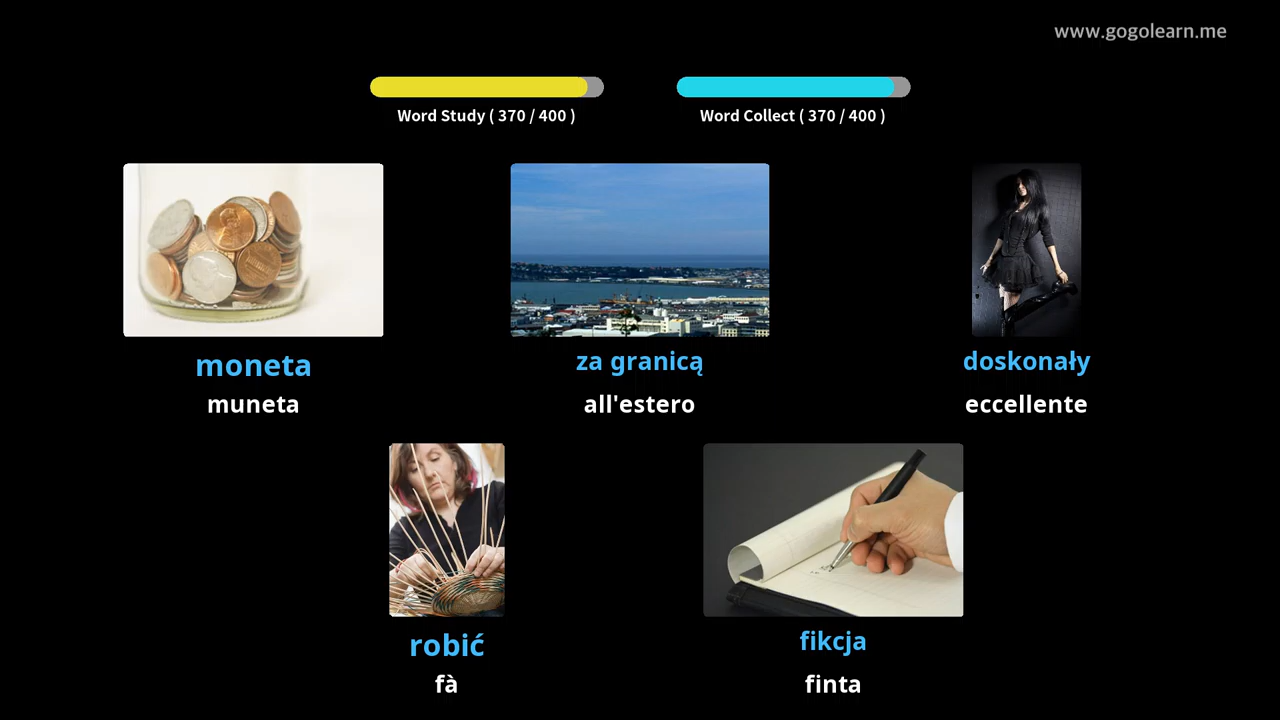 www.gogolearn.me
Word Study ( 370 / 400 )
Word Collect ( 370 / 400 )
moneta
muneta
za granicą
all'estero
doskonały
eccellente
robić
fà
fikcja
finta